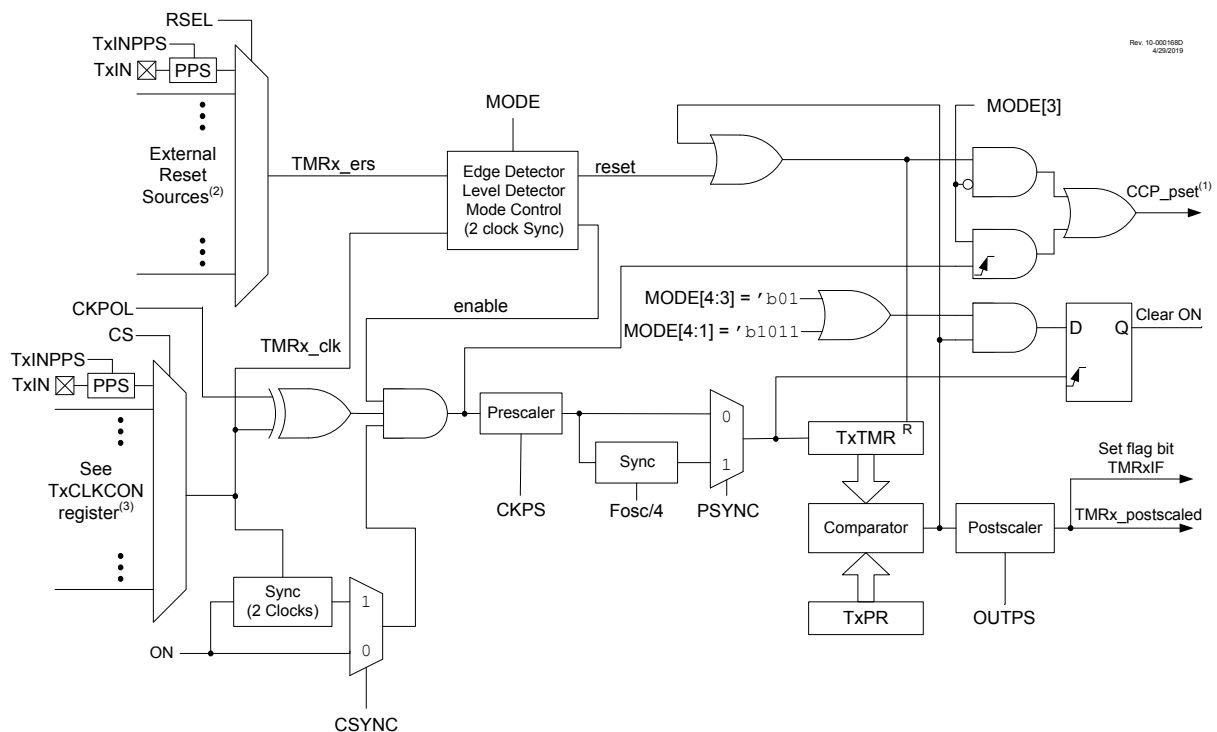 RSEL
TxINPPS
TxIN
PPS
Rev. 10-000168D
4/29/2019
MODE
MODE[3]
External
Reset
Sources(2)
TMRx_ers
Edge Detector
Level Detector
Mode Control
(2 clock Sync)
reset
CCP_pset(1)
CKPOL
CS
enable
MODE[4:3] = 'b01
MODE[4:1] = 'b1011
D
Q
Clear ON
TxINPPS
TxIN
PPS
TMRx_clk
Prescaler
0
1
Sync
TxTMR
R
See
TxCLKCON
register(3)
CKPS
Fosc/4
PSYNC
Set flag bit
TMRxIF
TMRx_postscaled
Comparator
Postscaler
Sync
(2 Clocks)
1
0
TxPR
OUTPS
ON
CSYNC